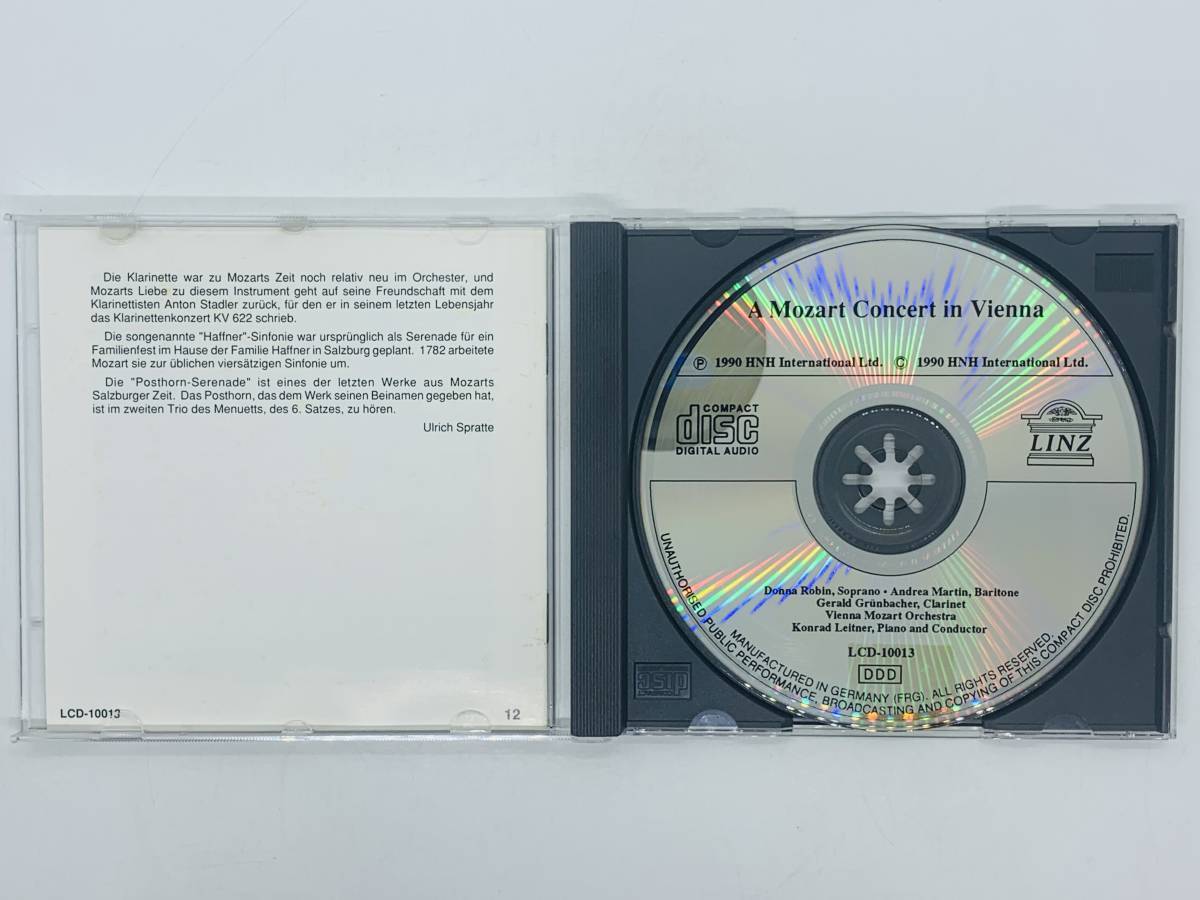 Die Klarinette war zu Mozarts Zeit noch relativ neu im Orchester, und
Mozarts Liebe zu diesem Instrument geht auf seine Freundschaft mit dem
Klarinettisten Anton Stadler zurück, für den er in seinem letzten Lebensjahr
das Klarinettenkonzert KV 622 schrieb.
Die songenannte "Haffner"-Sinfonie war ursprünglich als Serenade für ein
Familienfest im Hause der Familie Haffner in Salzburg geplant. 1782 arbeitete
Mozart sie zur üblichen viersätzigen Sinfonie um.
Die "Posthorn-Serenade" ist eines der letzten Werke aus Mozarts
Salzburger Zeit. Das Posthorn, das dem Werk seinen Beinamen gegeben hat,
ist im zweiten Trio des Menuetts, des 6. Satzes, zu hören.
Ulrich Spratte
LCD-10013
12
A Mozart Concert in Vienna
Ⓟ 1990 HNH International Ltd. © 1990 HNH International Ltd.
COMPACT
disc
DIGITAL AUDIO
LINZ
Donna Robin, Soprano • Andrea Martin, Baritone
Gerald Grünbacher, Clarinet
Vienna Mozart Orchestra
Konrad Leitner, Piano and Conductor
LCD-10013
DDD
MANUFACTURED IN GERMANY (FRG). ALL RIGHTS RESERVED.
UNAUTHORISED PUBLIC PERFORMANCE, BROADCASTING AND COPYING OF THIS COMPACT DISC PROHIBITED.
disc